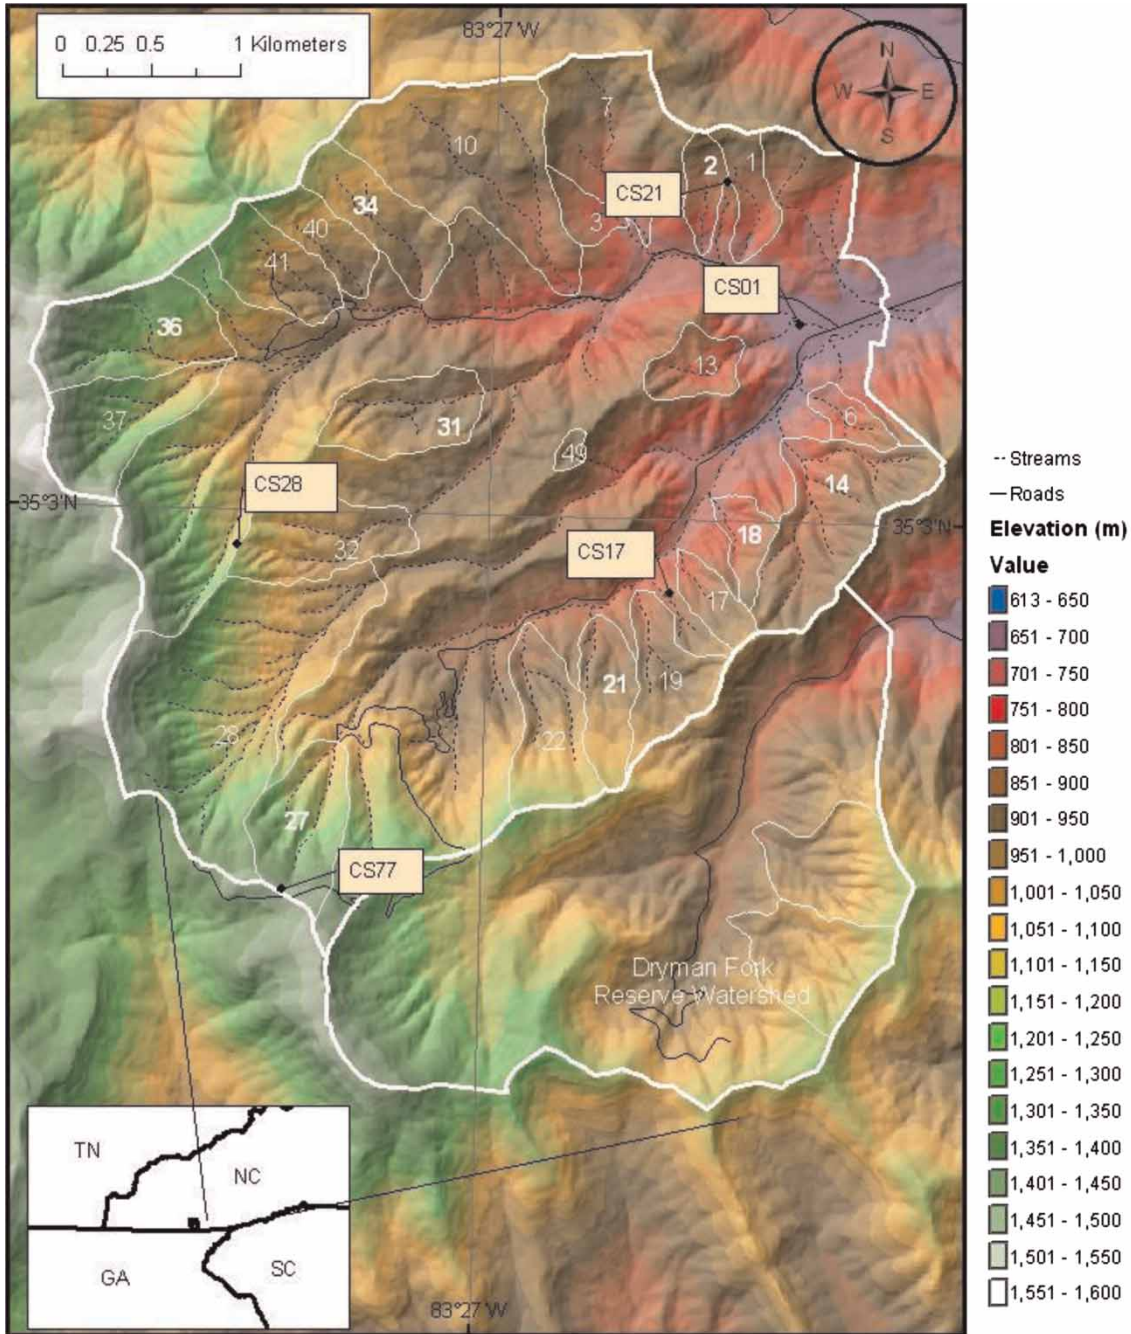 83°27'W
0 0.25 0.5 1 Kilometers
N
W E
S
7
10
2
1
CS21
34
3
40
41
CS01
36
13
37
31
6
49
CS28
14
35°3'N
35°3'N
18
32
CS17
17
21
19
28
22
27
CS77
Dryman Fork
Reserve Watershed
TN
NC
GA
SC
83°27'W
Streams
Roads
Elevation (m)
Value
613 - 650
651 - 700
701 - 750
751 - 800
801 - 850
851 - 900
901 - 950
951 - 1,000
1,001 - 1,050
1,051 - 1,100
1,101 - 1,150
1,151 - 1,200
1,201 - 1,250
1,251 - 1,300
1,301 - 1,350
1,351 - 1,400
1,401 - 1,450
1,451 - 1,500
1,501 - 1,550
1,551 - 1,600